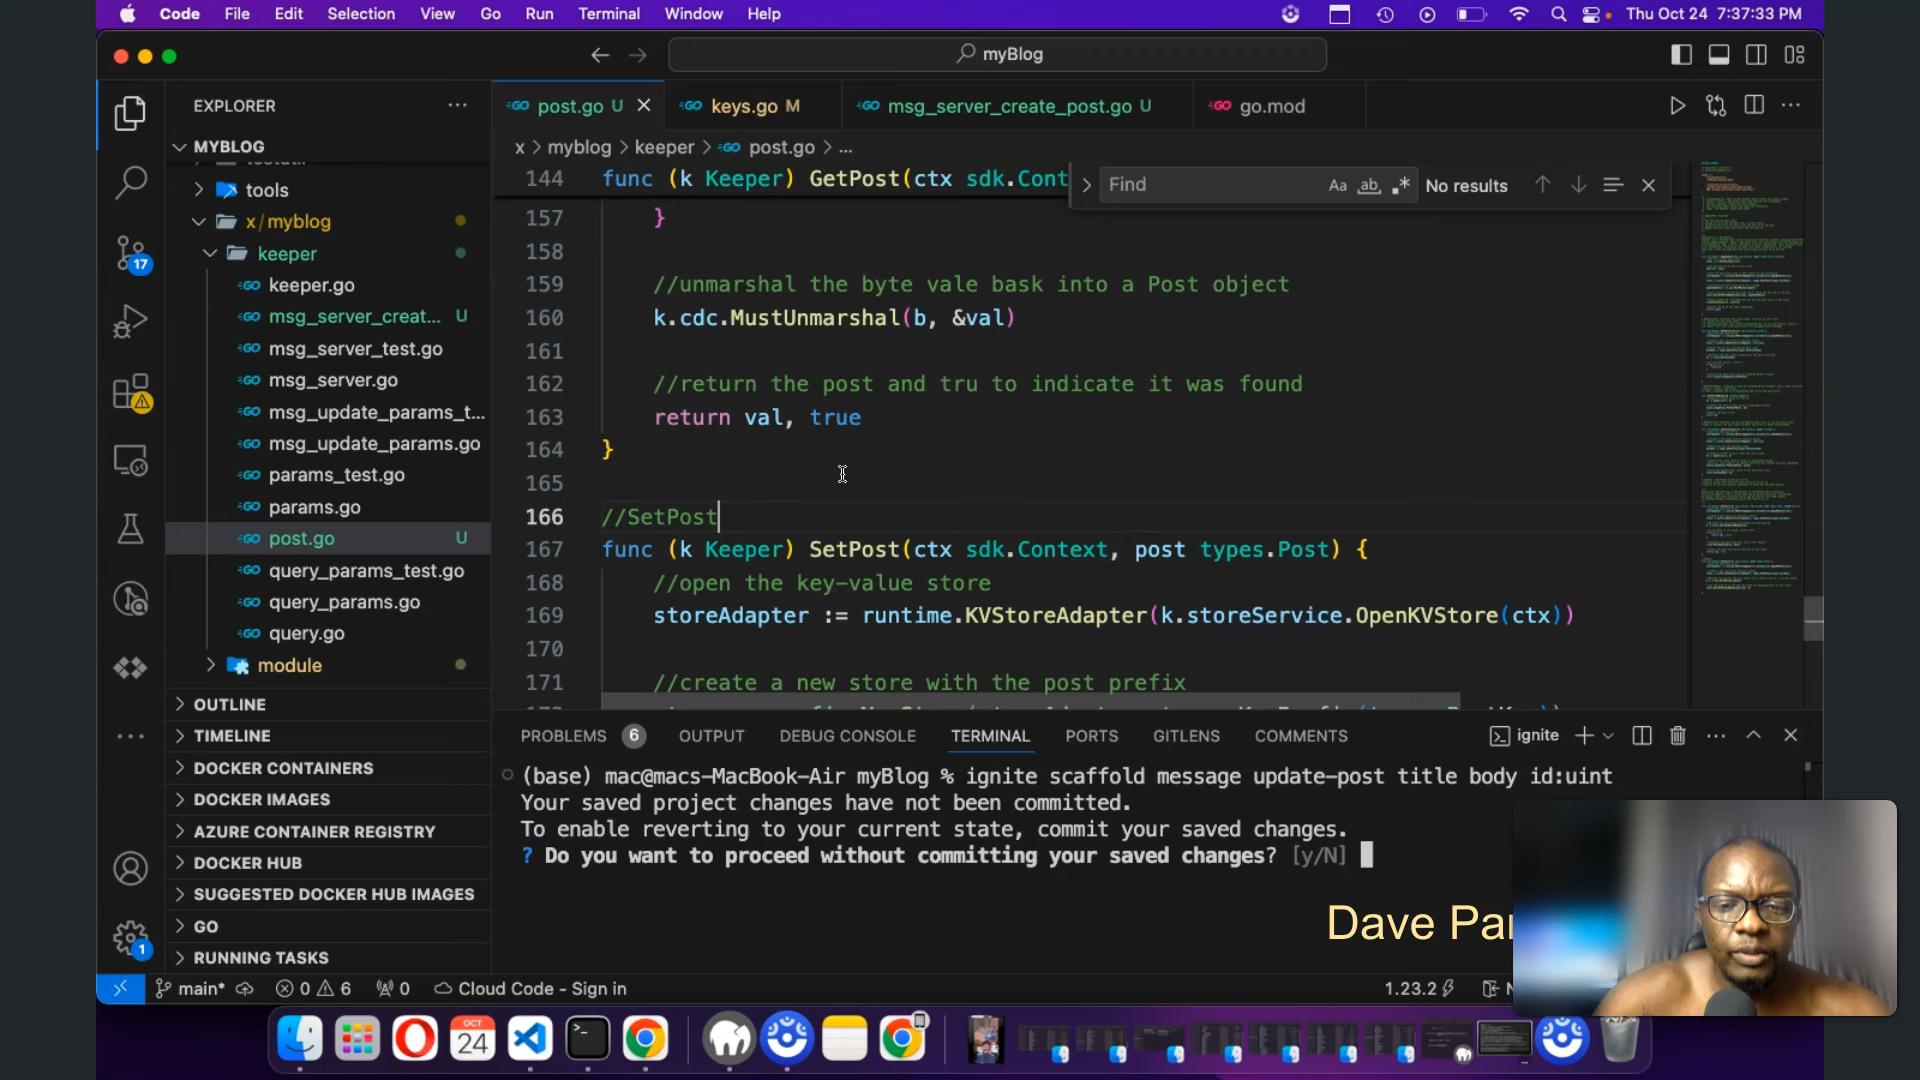 Code File Edit Selection View Go Run Terminal Window Help Thu Oct 24 7:37:33 PM
myBlog
EXPLORER
post.go U keys.go M msg_server_create_post.go U go.mod
MYBLOG
x > myblog > keeper > post.go > ...
tools
x / myblog
keeper
keeper.go
msg_server_creat... U
msg_server_test.go
msg_server.go
msg_update_params_t...
msg_update_params.go
params_test.go
params.go
post.go U
query_params_test.go
query_params.go
query.go
module
OUTLINE
TIMELINE
DOCKER CONTAINERS
DOCKER IMAGES
AZURE CONTAINER REGISTRY
DOCKER HUB
SUGGESTED DOCKER HUB IMAGES
GO
RUNNING TASKS
17
1
Find Aa ab No results
144 func (k Keeper) GetPost(ctx sdk.Cont
157 }
158
159 //unmarshal the byte vale bask into a Post object
160 k.cdc.MustUnmarshal(b, &val)
161
162 //return the post and tru to indicate it was found
163 return val, true
164 }
165
166 //SetPost
167 func (k Keeper) SetPost(ctx sdk.Context, post types.Post) {
168 //open the key-value store
169 storeAdapter := runtime.KVStoreAdapter(k.storeService.OpenKVStore(ctx))
170
171 //create a new store with the post prefix
PROBLEMS 6 OUTPUT DEBUG CONSOLE TERMINAL PORTS GITLENS COMMENTS ignite
(base) mac@macs-MacBook-Air myBlog % ignite scaffold message update-post title body id:uint
Your saved project changes have not been committed.
To enable reverting to your current state, commit your saved changes.
? Do you want to proceed without committing your saved changes? [y/N]
Dave Par
main* 0 6 0 Cloud Code - Sign in 1.23.2
OCT
24